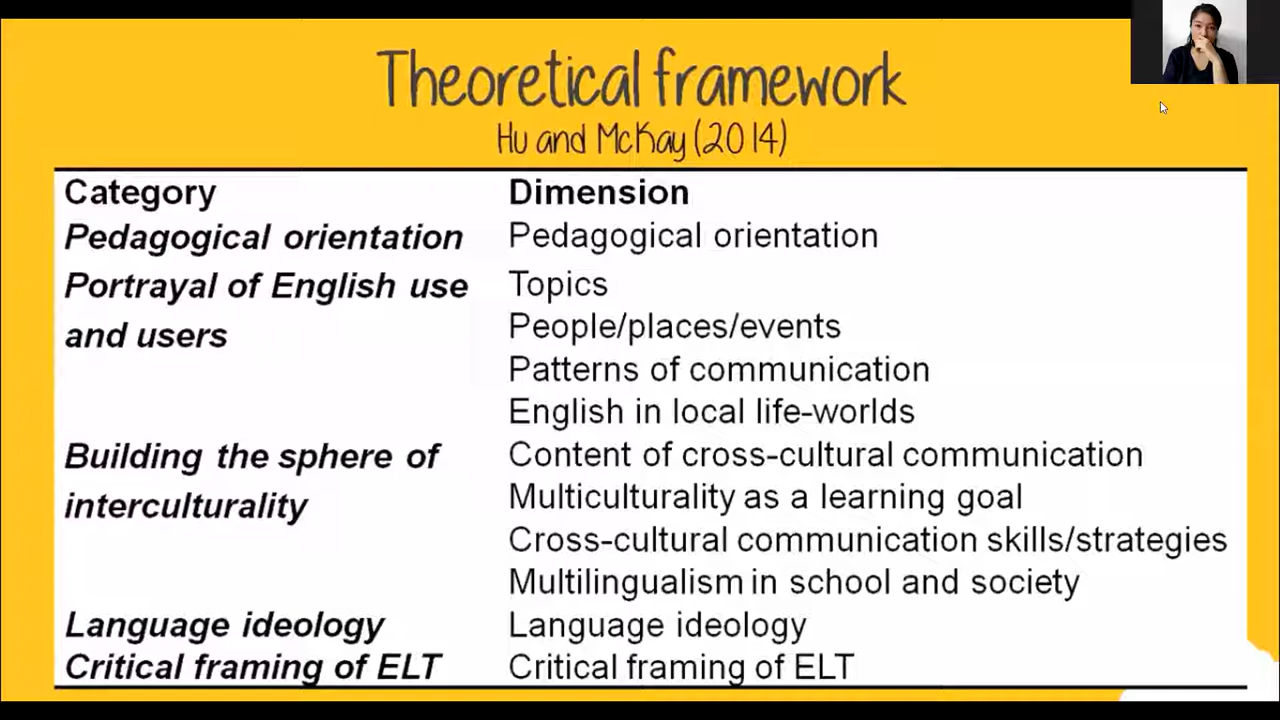 Theoretical framework
Hu and McKay (2014)
Category Dimension
Pedagogical orientation Pedagogical orientation
Portrayal of English use Topics
and users People/places/events
Patterns of communication
English in local life-worlds
Building the sphere of Content of cross-cultural communication
interculturality Multiculturality as a learning goal
Cross-cultural communication skills/strategies
Multilingualism in school and society
Language ideology Language ideology
Critical framing of ELT Critical framing of ELT